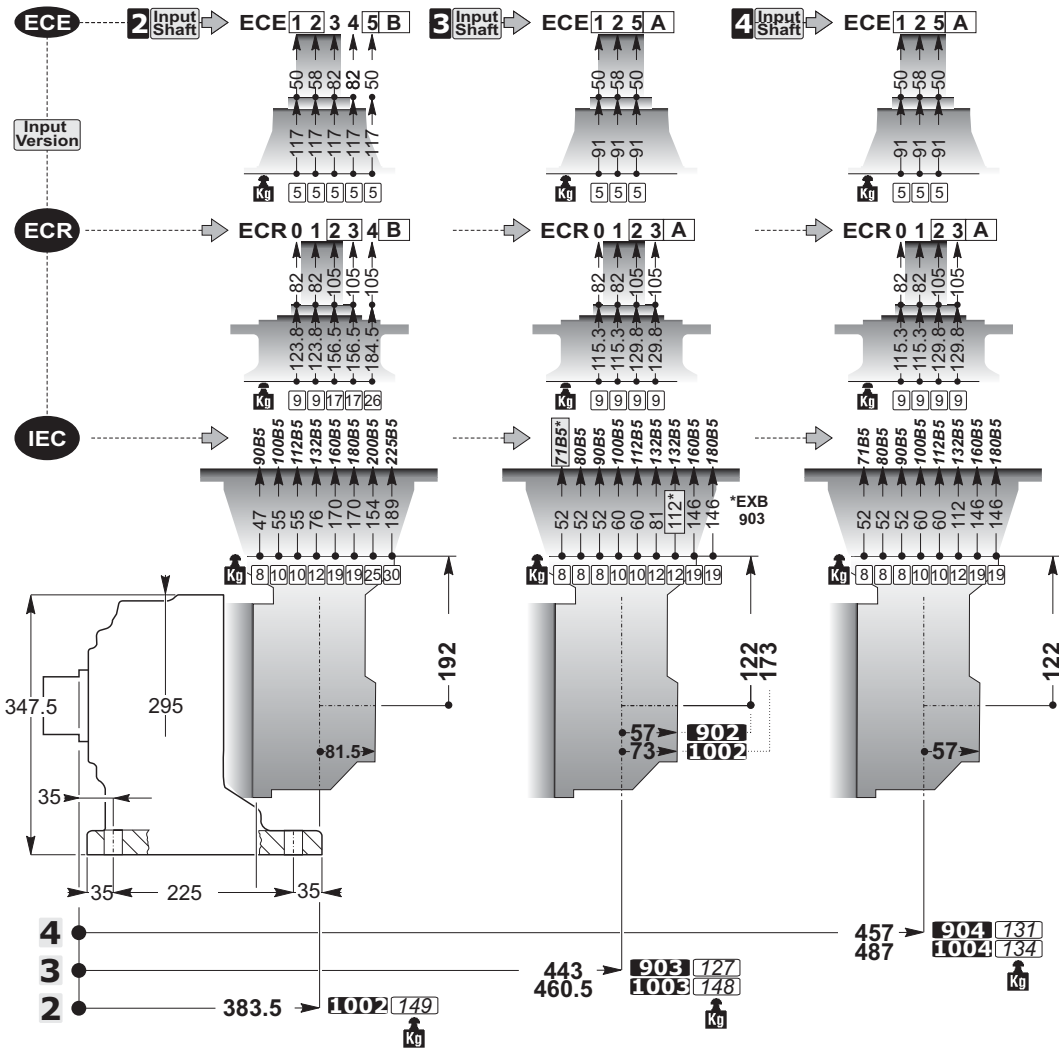 ECE 2 Input Shaft ECE 1 2 3 4 5 B 3 Input Shaft ECE 1 2 5 A 4 Input Shaft ECE 1 2 5 A
50 58 82 82 50 50 58 50 50 58 50
Input Version
117 117 117 117 117 91 91 91 91 91 91
Kg 5 5 5 5 5 Kg 5 5 5 Kg 5 5 5
ECR ECR 0 1 2 3 4 B ECR 0 1 2 3 A ECR 0 1 2 3 A
82 82 105 105 105 82 82 105 105 82 82 105 105
123.8 123.8 156.5 156.5 184.5 115.3 115.3 129.8 129.8 115.3 115.3 129.8 129.8
Kg 9 9 17 17 26 Kg 9 9 9 9 Kg 9 9 9 9
IEC 90B5 100B5 112B5 132B5 160B5 180B5 200B5 225B5 71B5* 80B5 90B5 100B5 112B5 132B5 132B5 160B5 180B5 71B5 80B5 90B5 100B5 112B5 132B5 160B5 180B5
47 55 55 76 170 170 154 189 52 52 52 60 60 81 112* 146 146 52 52 52 60 60 112 146 146
*EXB
903
Kg 8 10 10 12 19 19 25 30 Kg 8 8 8 10 10 12 12 19 19 Kg 8 8 8 10 10 12 19 19
192 122 173 122
347.5 295 81.5
57 902
73 1002
57
35
35 225 35
4 457 904 131
487 1004 134
Kg
3 443 903 127
460.5 1003 148
Kg
2 383.5 1002 149
Kg